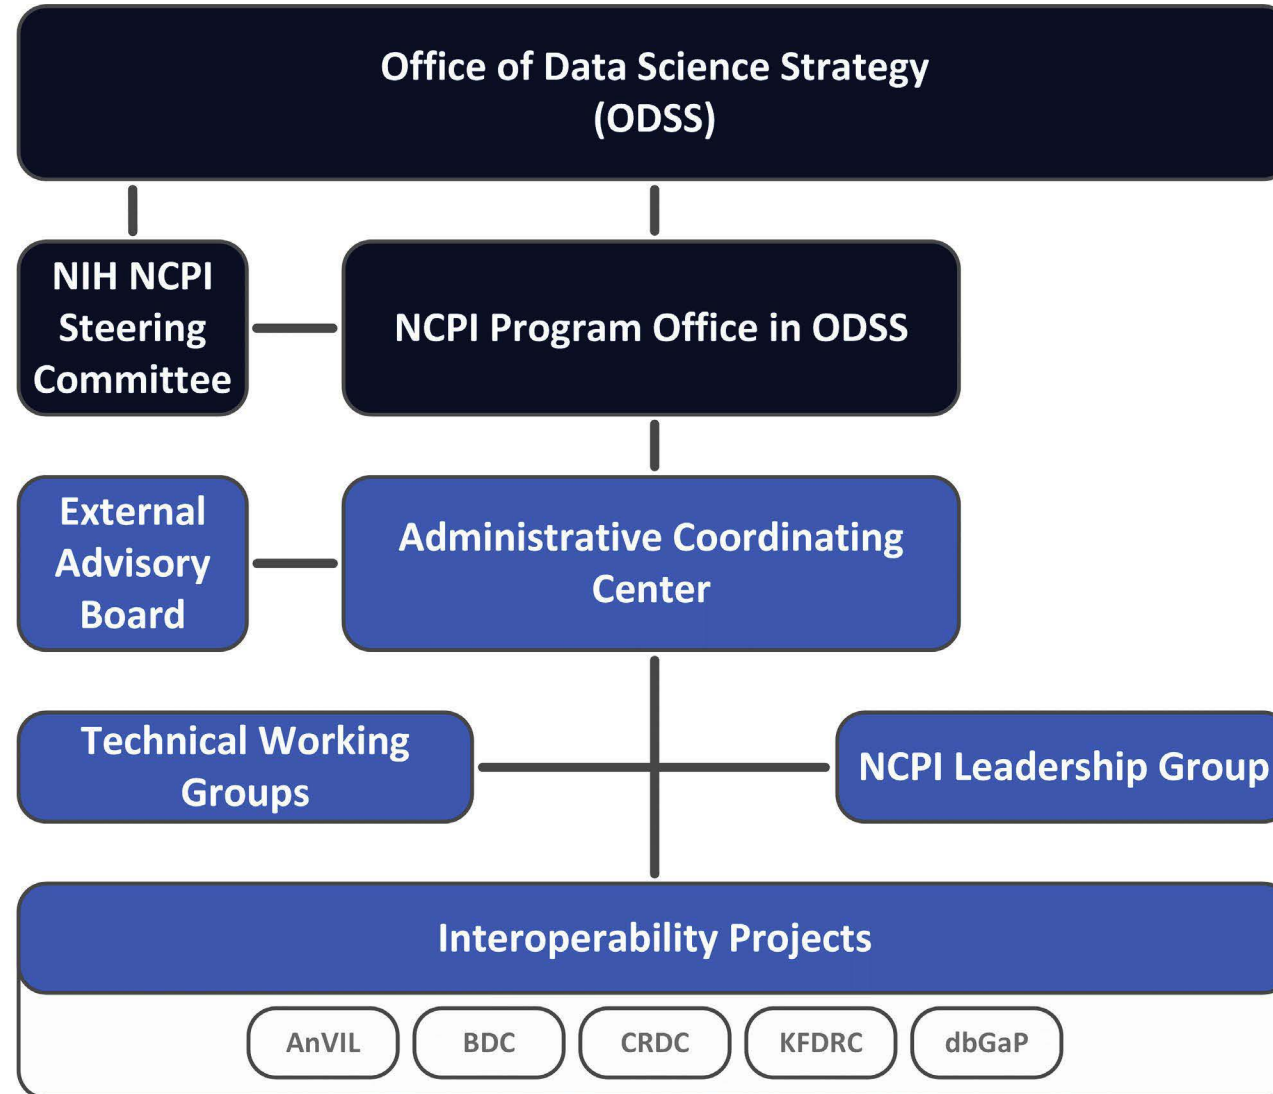 Office of Data Science Strategy
(ODSS)
NIH NCPI
Steering
Committee
NCPI Program Office in ODSS
External
Advisory
Board
Administrative Coordinating
Center
Technical Working
Groups
NCPI Leadership Group
Interoperability Projects
AnVIL
BDC
CRDC
KFDRC
dbGaP